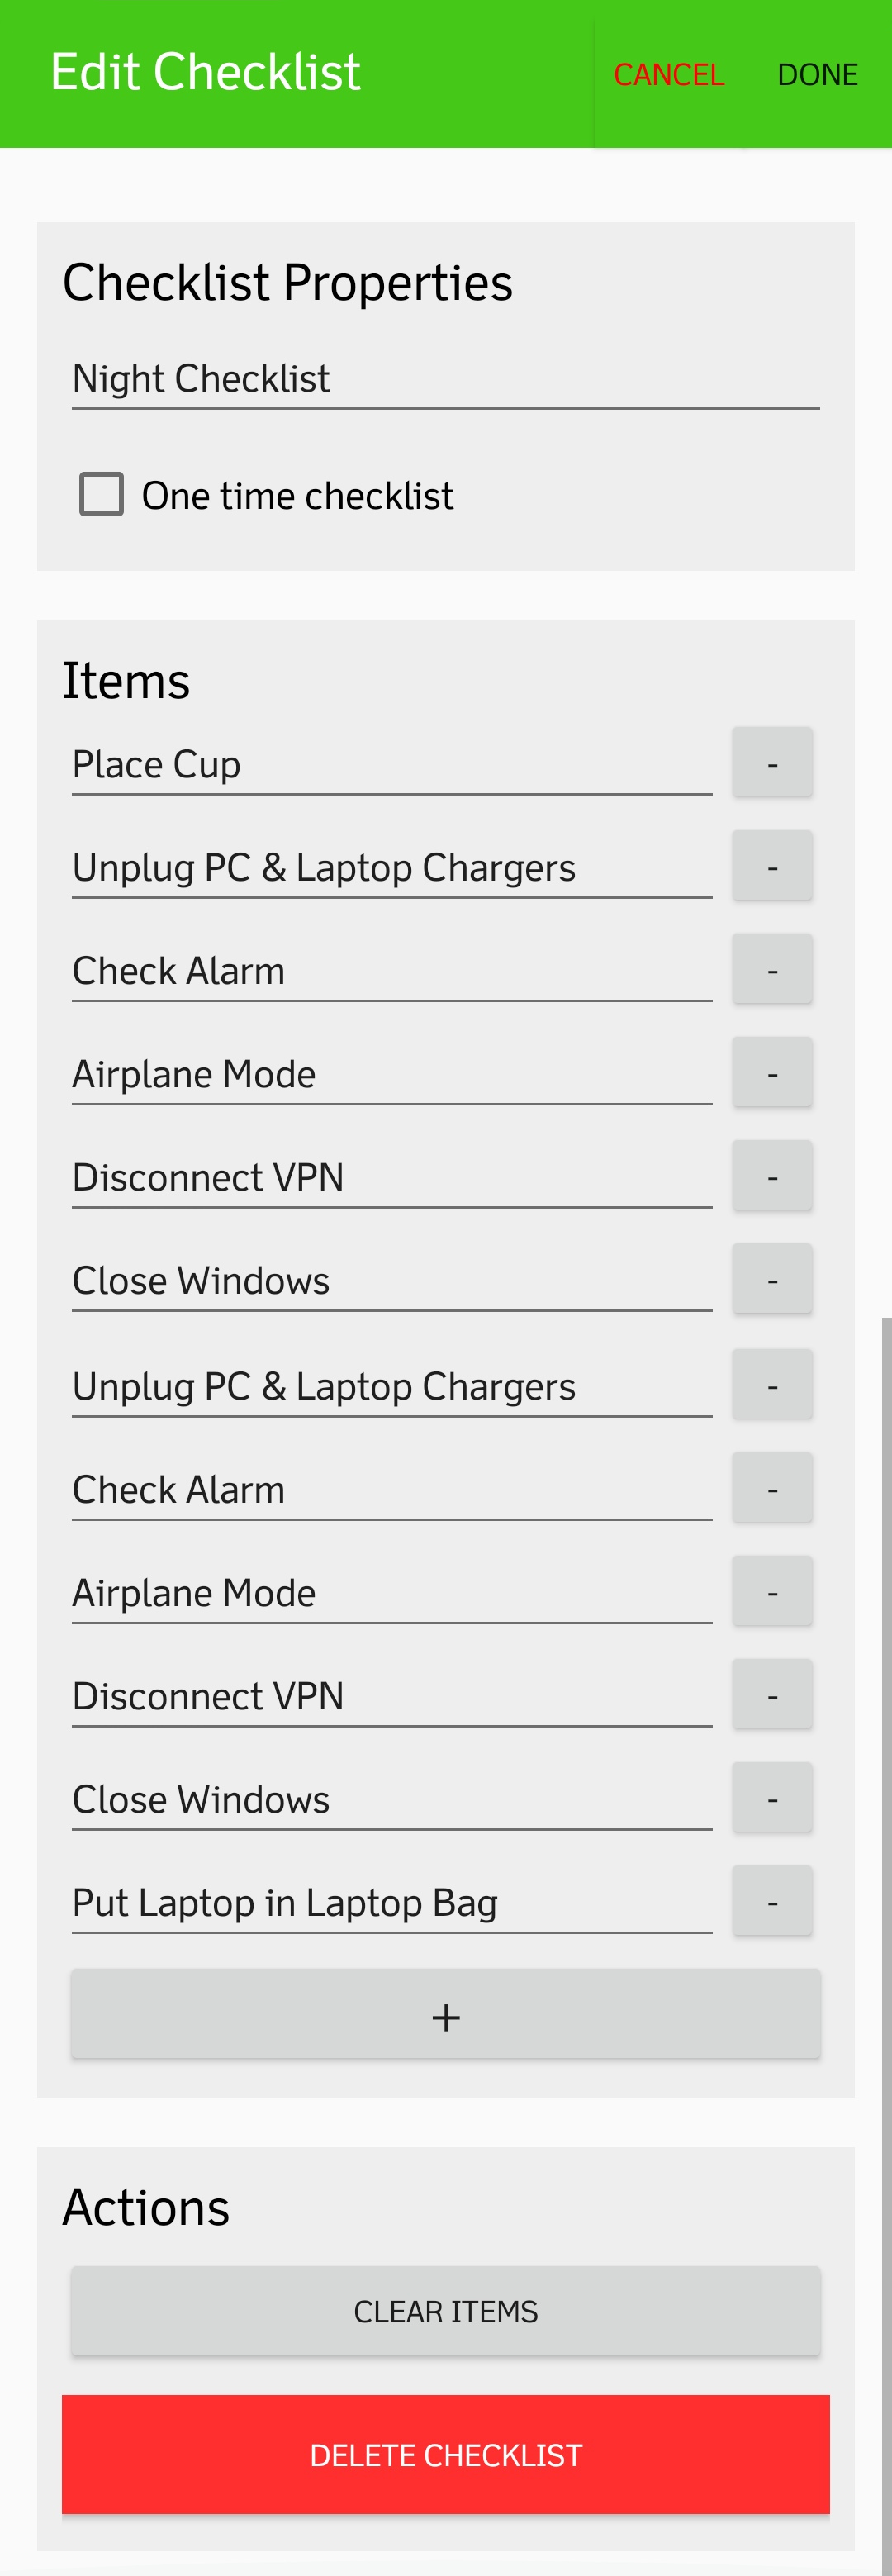 Edit Checklist
CANCEL
DONE
Checklist Properties
Night Checklist
One time checklist
Items
Place Cup
-
Unplug PC & Laptop Chargers
-
Check Alarm
-
Airplane Mode
-
Disconnect VPN
-
Close Windows
-
Unplug PC & Laptop Chargers
-
Check Alarm
-
Airplane Mode
-
Disconnect VPN
-
Close Windows
-
Put Laptop in Laptop Bag
-
+
Actions
CLEAR ITEMS
DELETE CHECKLIST